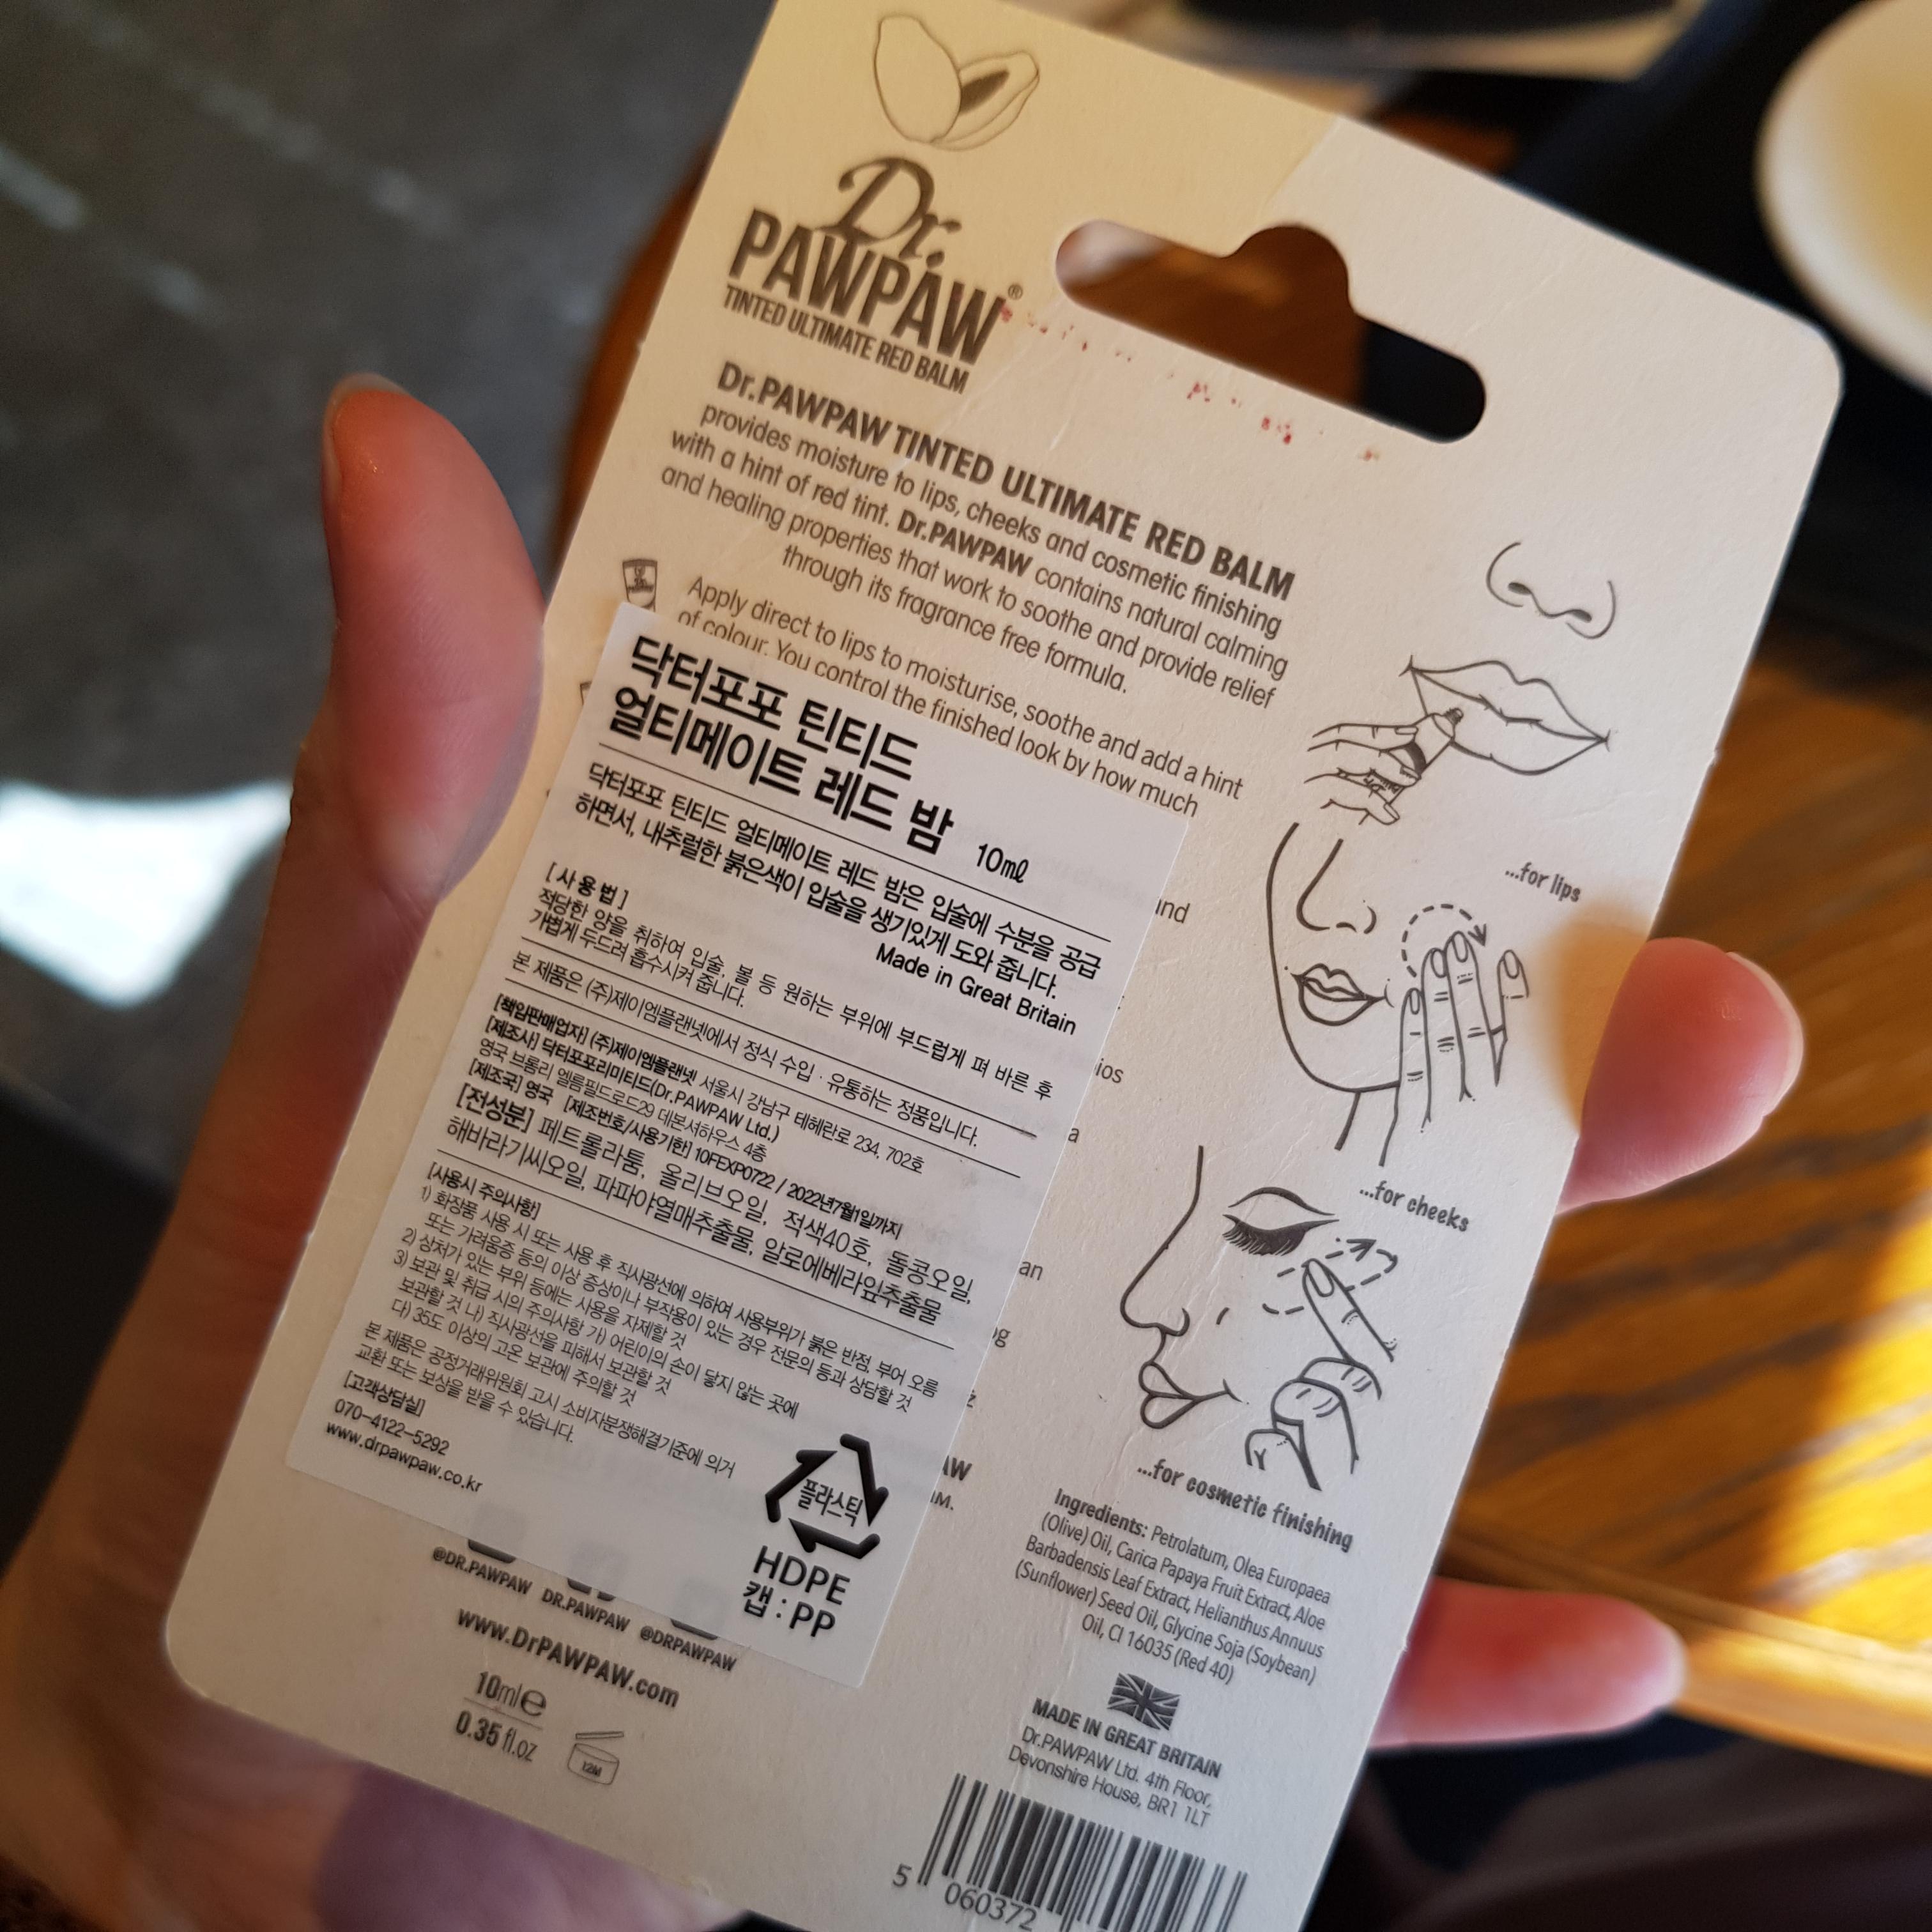 Dr.
PAWPAW®
TINTED ULTIMATE RED BALM
Dr.PAWPAW TINTED ULTIMATE RED BALM
provides moisture to lips, cheeks and cosmetic finishing
with a hint of red tint. Dr.PAWPAW contains natural calming
and healing properties that work to soothe and provide relief
through its fragrance free formula.
Apply direct to lips to moisturise, soothe and add a hint
of colour. You control the finished look by how much
닥터포포 틴티드
얼티메이트 레드 밤 10㎖
닥터포포 틴티드 얼티메이트 레드 밤은 입술에 수분을 공급
하면서, 내추럴한 붉은색이 입술을 생기있게 도와 줍니다.
Made in Great Britain
[사용법]
적당한 양을 취하여 입술, 볼 등 원하는 부위에 부드럽게 펴 바른 후
가볍게 두드려 흡수시켜 줍니다.
본 제품은 (주)제이엠플랜넷에서 정식 수입 · 유통하는 정품입니다.
[책임판매업자] (주)제이엠플랜넷 서울시 강남구 테헤란로 234, 702호
[제조사] 닥터포포리미티드(Dr.PAWPAW Ltd.)
영국 브롬리 엘름필드로드29 데본셔하우스 4층
[제조국] 영국 [제조번호/사용기한] 10FEXP0722 / 2022년7월1일까지
[전성분] 페트롤라툼, 올리브오일, 적색40호, 돌콩오일,
해바라기씨오일, 파파야열매추출물, 알로에베라잎추출물
[사용시 주의사항]
1) 화장품 사용 시 또는 사용 후 직사광선에 의하여 사용부위가 붉은 반점, 부어 오름
또는 가려움증 등의 이상 증상이나 부작용이 있는 경우 전문의 등과 상담할 것
2) 상처가 있는 부위 등에는 사용을 자제할 것
3) 보관 및 취급 시의 주의사항 가) 어린이의 손이 닿지 않는 곳에
보관할 것 나) 직사광선을 피해서 보관할 것
다) 35도 이상의 고온 보관에 주의할 것
본 제품은 공정거래위원회 고시 소비자분쟁해결기준에 의거
교환 또는 보상을 받을 수 있습니다.
[고객상담실]
070-4122-5292
www.drpawpaw.co.kr
플라스틱
HDPE
캡 : PP
@DR.PAWPAW DR.PAWPAW @DRPAWPAW
www.DrPAWPAW.com
10ml e
0.35 fl.oz
12M
...for lips
...for cheeks
...for cosmetic finishing
Ingredients: Petrolatum, Olea Europaea
(Olive) Oil, Carica Papaya Fruit Extract, Aloe
Barbadensis Leaf Extract, Helianthus Annuus
(Sunflower) Seed Oil, Glycine Soja (Soybean)
Oil, CI 16035 (Red 40)
MADE IN GREAT BRITAIN
Dr.PAWPAW Ltd. 4th Floor,
Devonshire House, BR1 1LT
5 060372